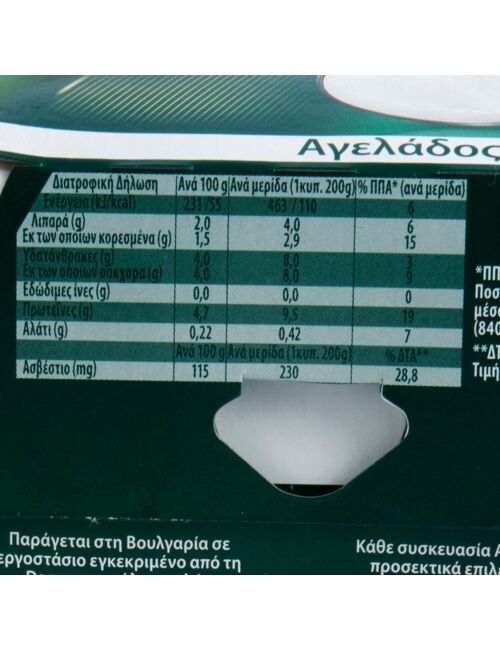 Αγελάδος
Διατροφική Δήλωση Ανά 100 g Ανά μερίδα (1κυπ. 200g) % ΠΠΑ* (ανά μερίδα)
Ενέργεια (kJ/kcal) 231/55 463 /110 6
Λιπαρά (g) 2,0 4,0 6
Εκ των οποίων κορεσμένα (g) 1,5 2,9 15
Υδατάνθρακες (g) 4,0 8,0 3
Εκ των οποίων σάκχαρα (g) 4,0 8,0 9
Εδώδιμες ίνες (g) 0,0 0,0 0
Πρωτεΐνες (g) 4,7 9,5 19
Αλάτι (g) 0,22 0,42 7
Ανά 100 g Ανά μερίδα (1κυπ. 200g) % ΔΤΑ**
Ασβέστιο (mg) 115 230 28,8
*ΠΠ
Ποσ
μέσο
(840
**ΔΤ
Τιμή
Παράγεται στη Βουλγαρία σε
εργοστάσιο εγκεκριμένο από τη
Κάθε συσκευασία Α
προσεκτικά επιλε